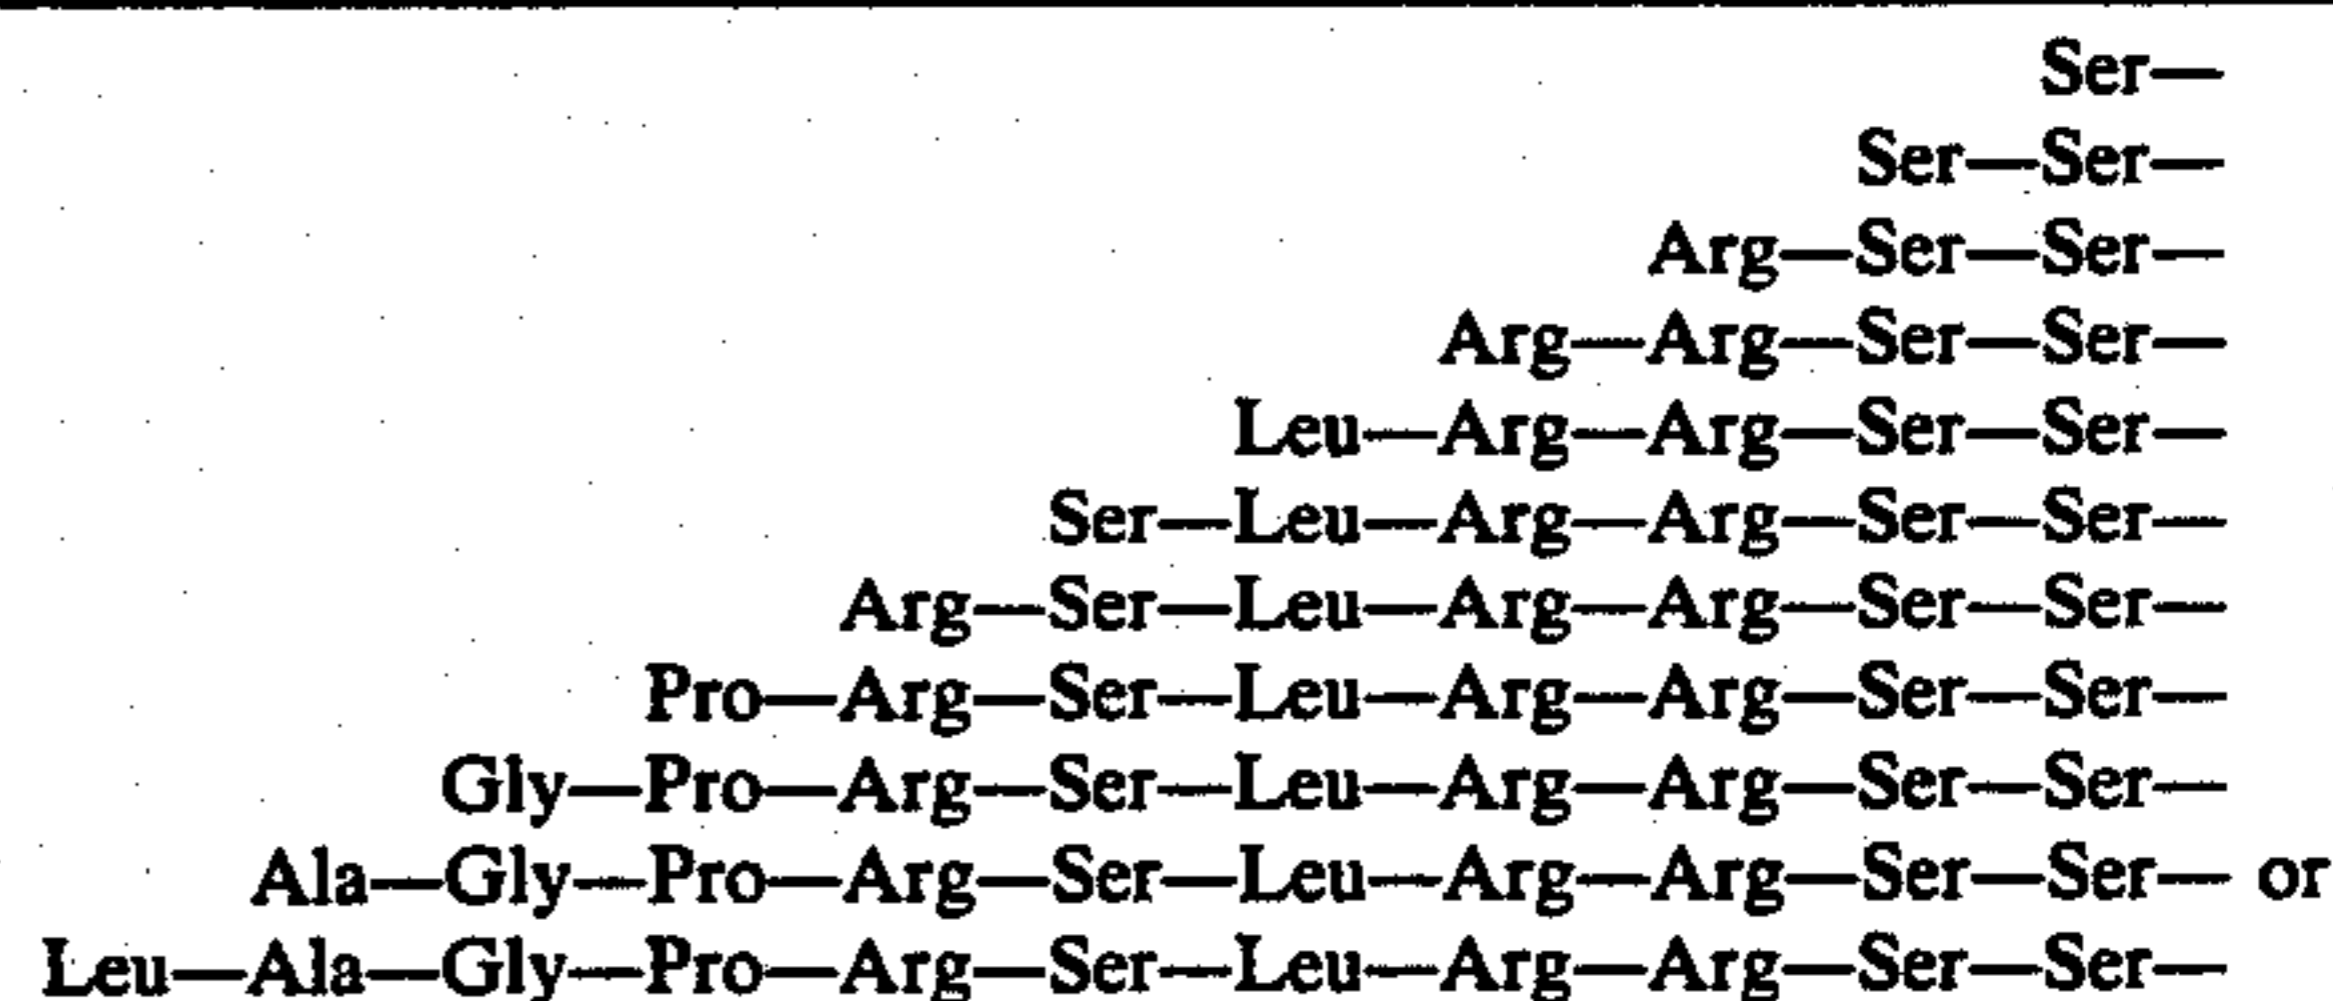 Ser—
Ser—Ser—
Arg—Ser—Ser—
Arg—Arg—Ser—Ser—
Leu—Arg—Arg—Ser—Ser—
Ser—Leu—Arg—Arg—Ser—Ser—
Arg—Ser—Leu—Arg—Arg—Ser—Ser—
Pro—Arg—Ser—Leu—Arg—Arg—Ser—Ser—
Gly—Pro—Arg—Ser—Leu—Arg—Arg—Ser—Ser—
Ala—Gly—Pro—Arg—Ser—Leu—Arg—Arg—Ser—Ser— or
Leu—Ala—Gly—Pro—Arg—Ser—Leu—Arg—Arg—Ser—Ser—